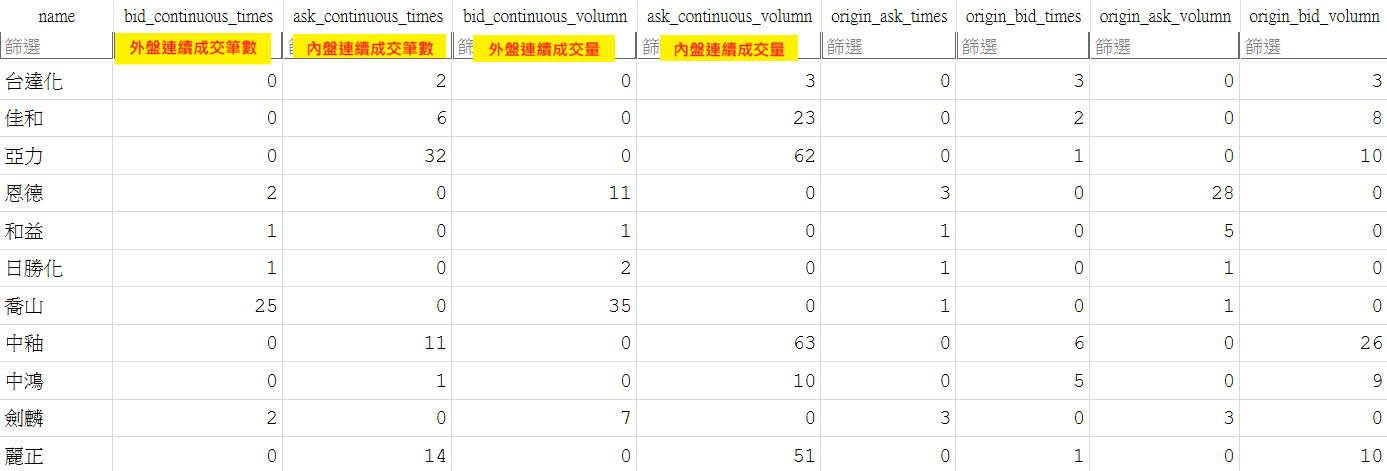 name bid_continuous_times ask_continuous_times bid_continuous_volumn ask_continuous_volumn origin_ask_times origin_bid_times origin_ask_volumn origin_bid_volumn
篩選 外盤連續成交筆數 內盤連續成交筆數 外盤連續成交量 篩 內盤連續成交量 篩選 篩選 篩選 篩選
台達化 0 2 0 3 0 3 0 3
佳和 0 6 0 23 0 2 0 8
亞力 0 32 0 62 0 1 0 10
恩德 2 0 11 0 3 0 28 0
和益 1 0 1 0 1 0 5 0
日勝化 1 0 2 0 1 0 1 0
喬山 25 0 35 0 1 0 1 0
中釉 0 11 0 63 0 6 0 26
中鴻 0 1 0 10 0 5 0 9
劍麟 2 0 7 0 3 0 3 0
麗正 0 14 0 51 0 1 0 10